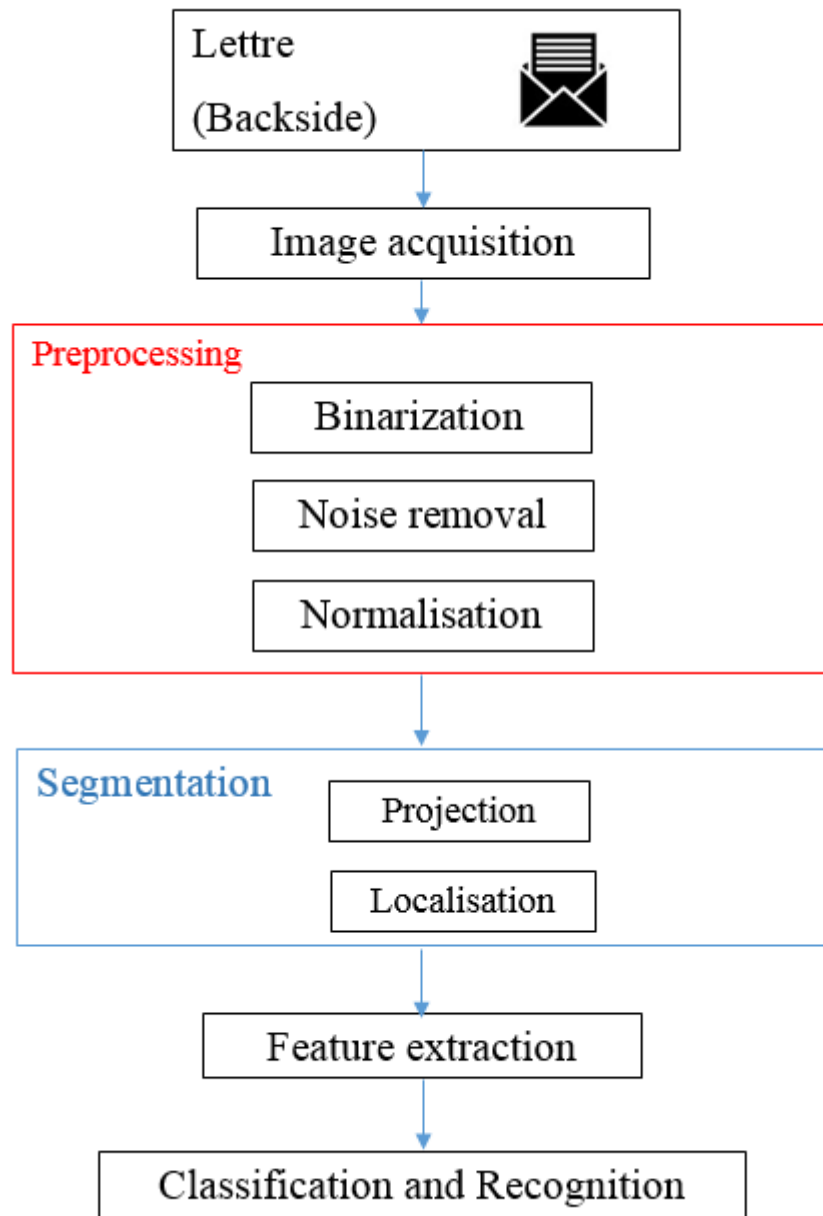 Lettre
(Backside)
Image acquisition
Preprocessing
Binarization
Noise removal
Normalisation
Segmentation
Projection
Localisation
Feature extraction
Classification and Recognition